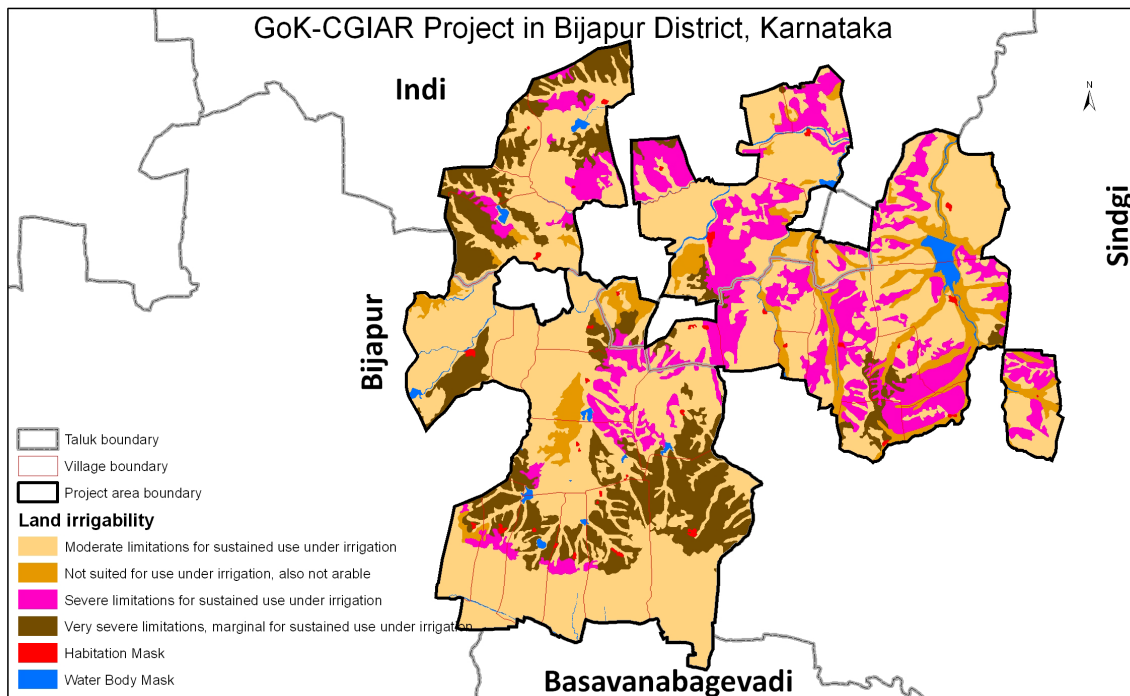 GoK-CGIAR Project in Bijapur District, Karnataka
Indi
N
Sindgi
Bijapur
Taluk boundary
Village boundary
Project area boundary
Land irrigability
Moderate limitations for sustained use under irrigation
Not suited for use under irrigation, also not arable
Severe limitations for sustained use under irrigation
Very severe limitations, marginal for sustained use under irrigation
Habitation Mask
Water Body Mask
Basavanabagevadi